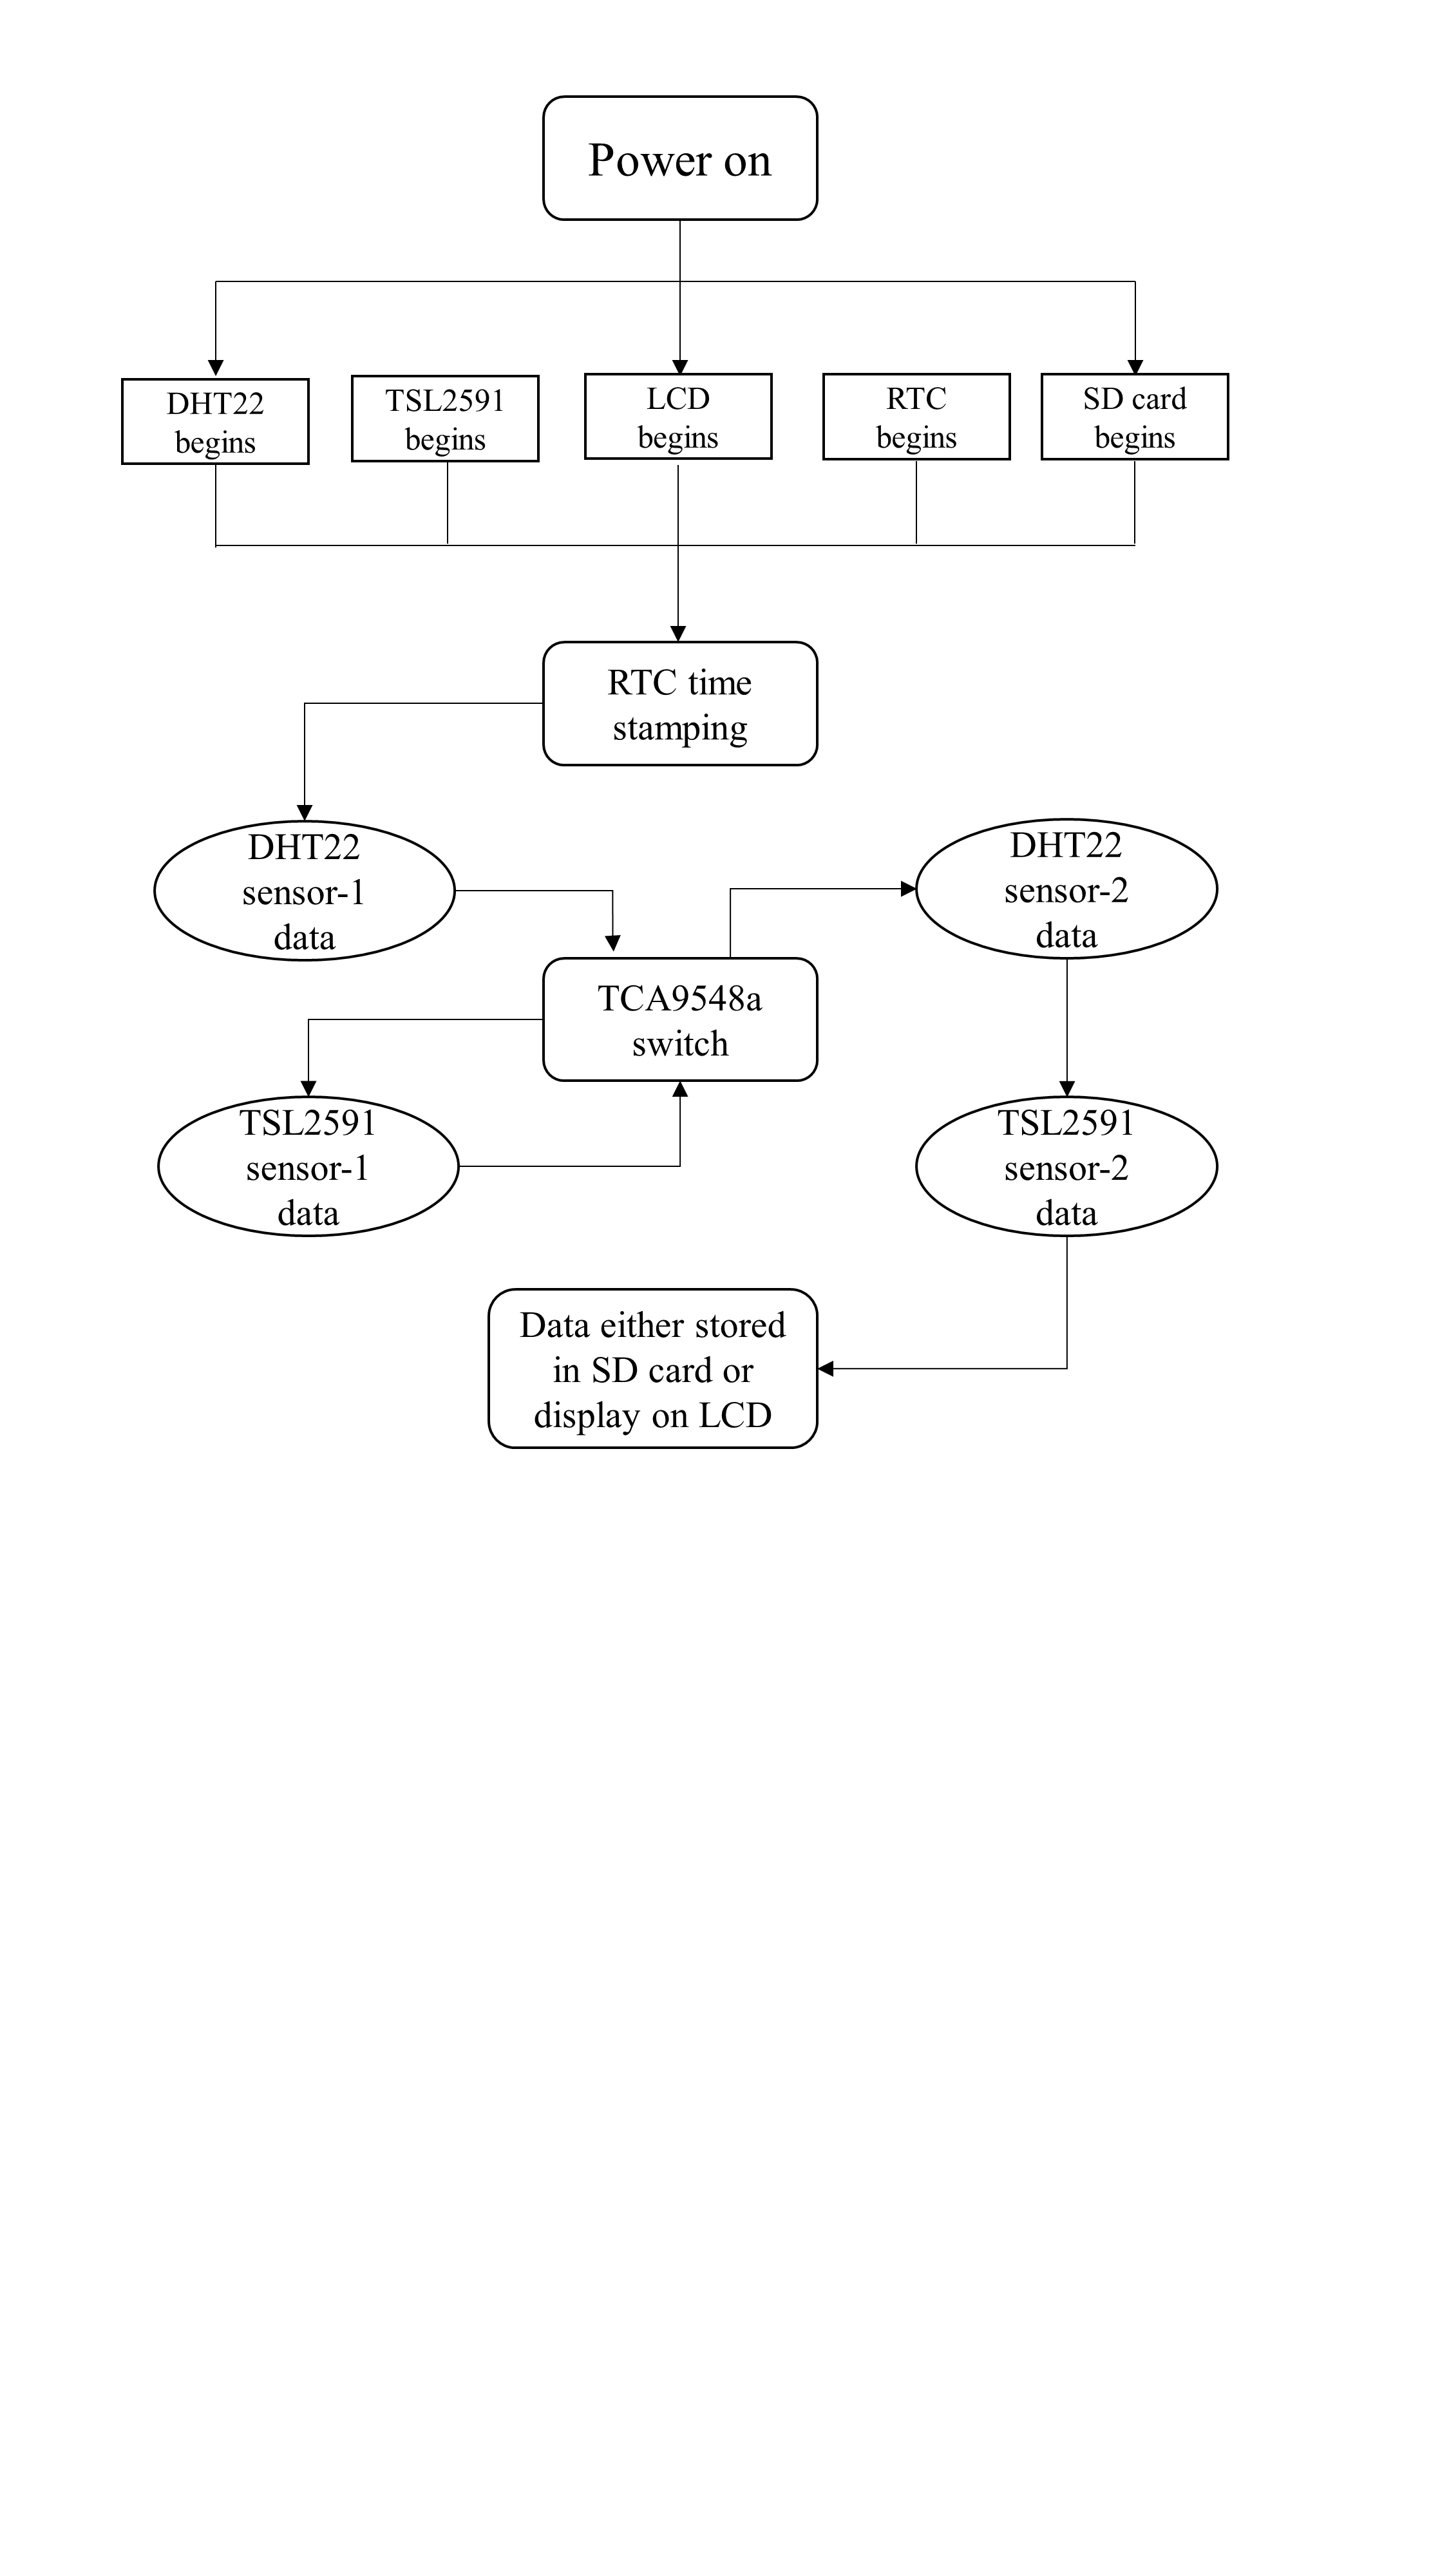 Power on
DHT22
begins
TSL2591
begins
LCD
begins
RTC
begins
SD card
begins
RTC time
stamping
DHT22
sensor-1
data
DHT22
sensor-2
data
TCA9548a
switch
TSL2591
sensor-1
data
TSL2591
sensor-2
data
Data either stored
in SD card or
display on LCD